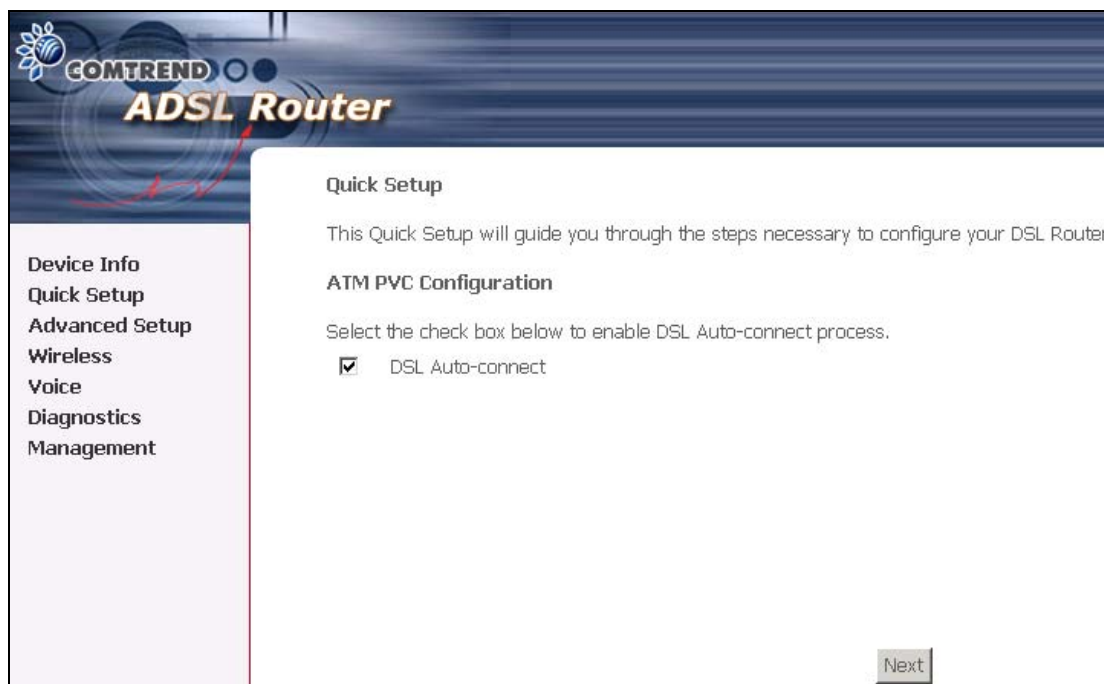 COMTREND
ADSL Router
Device Info
Quick Setup
Advanced Setup
Wireless
Voice
Diagnostics
Management
Quick Setup
This Quick Setup will guide you through the steps necessary to configure your DSL Router
ATM PVC Configuration
Select the check box below to enable DSL Auto-connect process.
DSL Auto-connect
Next